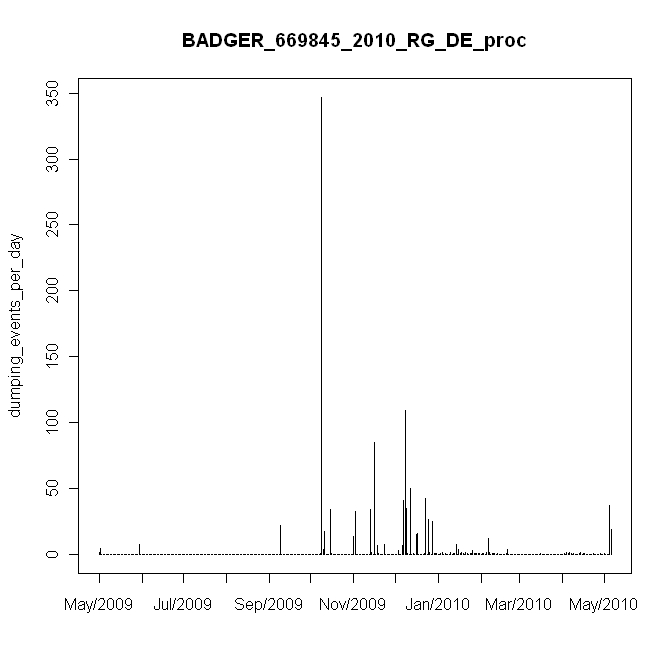 BADGER_669845_2010_RG_DE_proc
dumping_events_per_day
350
300
250
200
150
100
50
0
May/2009 Jul/2009 Sep/2009 Nov/2009 Jan/2010 Mar/2010 May/2010